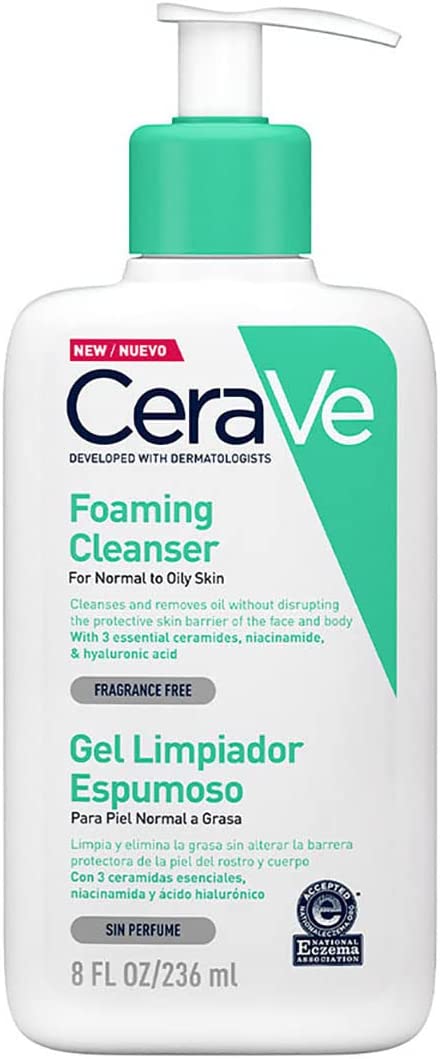 NEW / NUEVO
CeraVe
DEVELOPED WITH DERMATOLOGISTS
Foaming
Cleanser
For Normal to Oily Skin
Cleanses and removes oil without disrupting
the protective skin barrier of the face and body
With 3 essential ceramides, niacinamide,
& hyaluronic acid
FRAGRANCE FREE
Gel Limpiador
Espumoso
Para Piel Normal a Grasa
Limpia y elimina la grasa sin alterar la barrera
protectora de la piel del rostro y cuerpo
Con 3 ceramidas esenciales,
niacinamida y ácido hialurónico
SIN PERFUME
ACCEPTED
NATIONALECZEMA.ORG
NATIONAL
Eczema
ASSOCIATION
8 FL OZ/236 ml